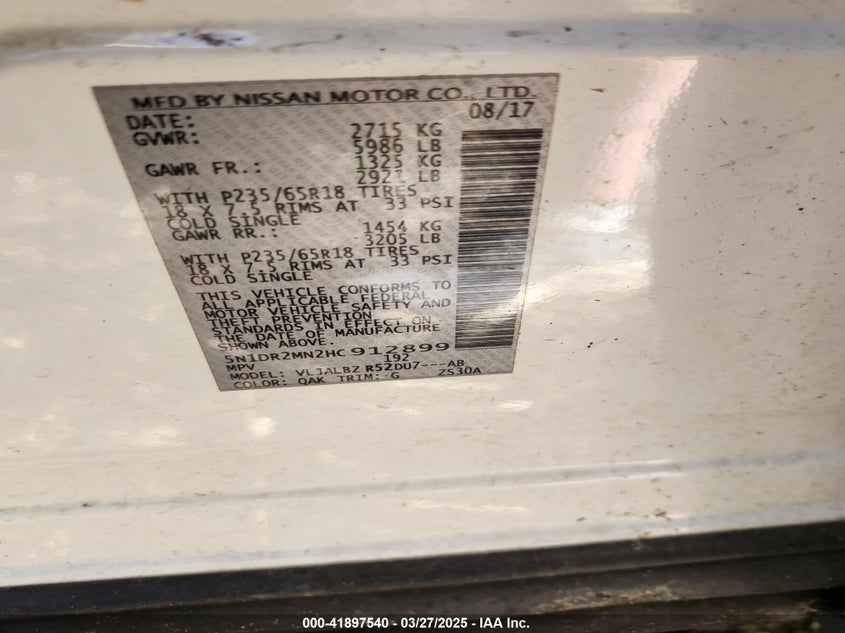 MFD BY NISSAN MOTOR CO., LTD.
DATE: 08/17
GVWR: 2715 KG
5986 LB
GAWR FR.: 1325 KG
2921 LB
WITH P235/65R18 TIRES
18 X 7.5 RIMS AT 33 PSI
COLD SINGLE
GAWR RR.: 1454 KG
3205 LB
WITH P235/65R18 TIRES
18 X 7.5 RIMS AT 33 PSI
COLD SINGLE
THIS VEHICLE CONFORMS TO
ALL APPLICABLE FEDERAL
MOTOR VEHICLE SAFETY AND
THEFT PREVENTION
STANDARDS IN EFFECT ON
THE DATE OF MANUFACTURE
SHOWN ABOVE.
5N1DR2MN2HC912899
MPV 192
MODEL: VLJALBZ R52DU7---AB
COLOR: QAK TRIM: G ZS30A
000-41897540 - 03/27/2025 - IAA Inc.